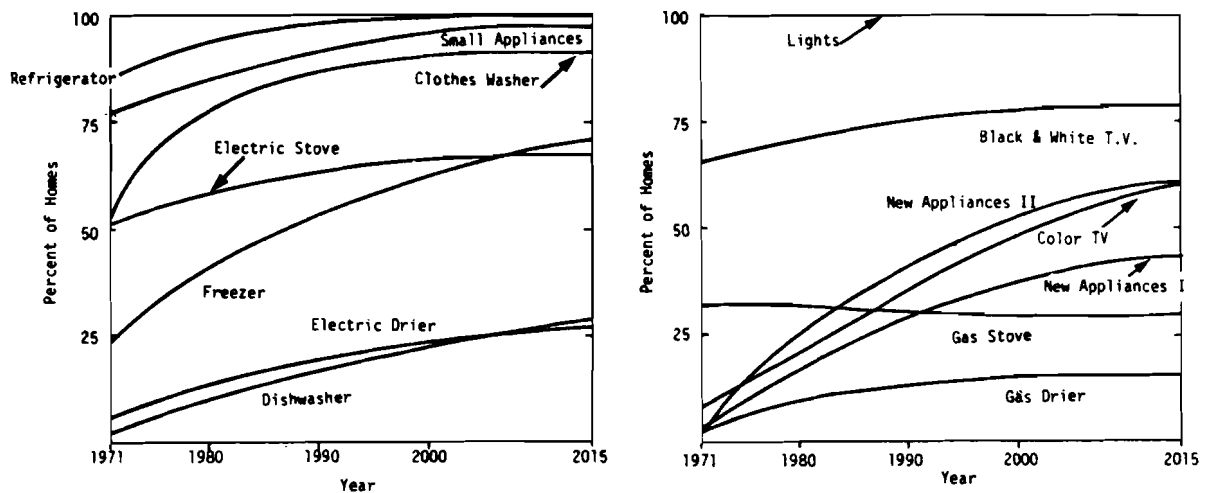 100
75
50
25
Percent of Homes
Refrigerator
Small Appliances
Clothes Washer
Electric Stove
Freezer
Electric Drier
Dishwasher
1971 1980 1990 2000 2015
Year
100
75
50
25
Percent of Homes
Lights
Black & White T.V.
New Appliances II
Color TV
New Appliances I
Gas Stove
Gas Drier
1971 1980 1990 2000 2015
Year